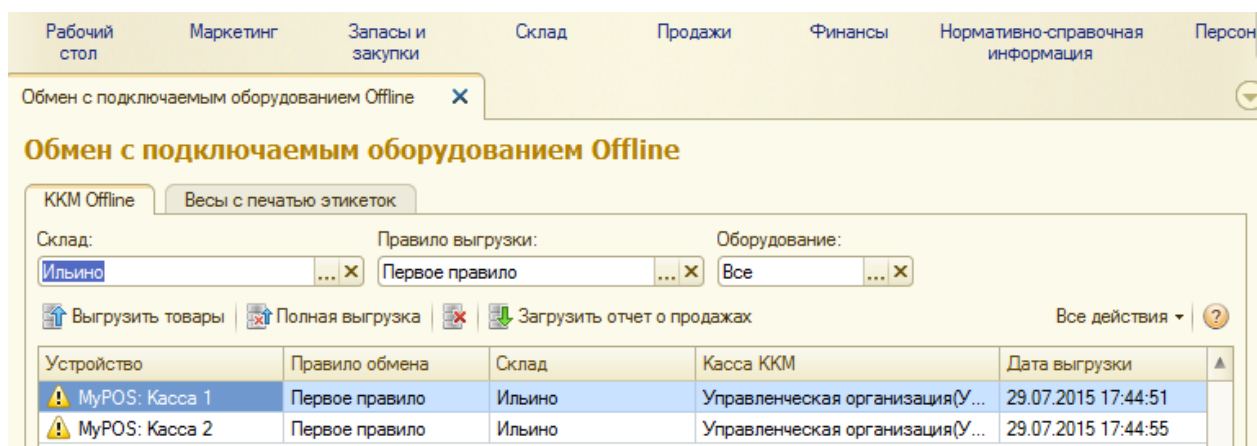 Рабочий стол Маркетинг Запасы и закупки Склад Продажи Финансы Нормативно-справочная информация Персон
Обмен с подключаемым оборудованием Offline
Обмен с подключаемым оборудованием Offline
ККМ Offline Весы с печатью этикеток
Склад: Правило выгрузки: Оборудование:
Ильино ... Первое правило ... Все ...
Выгрузить товары Полная выгрузка Загрузить отчет о продажах Все действия ?
Устройство Правило обмена Склад Касса ККМ Дата выгрузки
MyPOS: Касса 1 Первое правило Ильино Управленческая организация(У... 29.07.2015 17:44:51
MyPOS: Касса 2 Первое правило Ильино Управленческая организация(У... 29.07.2015 17:44:55